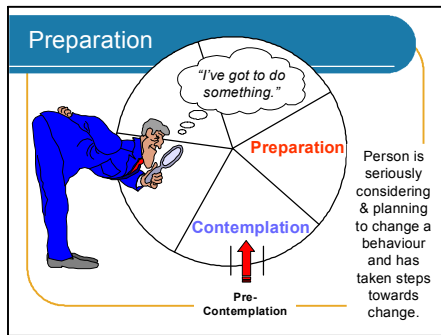 Preparation
"I've got to do
something."
Preparation
Contemplation
Pre-
Contemplation
Person is
seriously
considering
& planning
to change a
behaviour
and has
taken steps
towards
change.